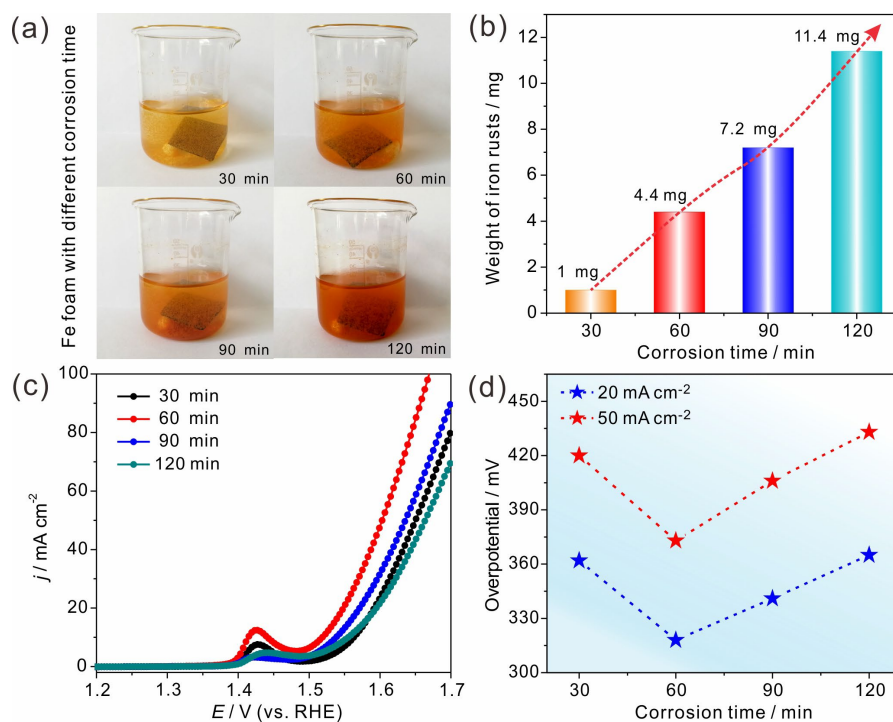 (a)
Fe foam with different corrosion time
30 min
60 min
90 min
120 min
(b)
Weight of iron rusts / mg
12
10
8
6
4
2
0
1 mg
4.4 mg
7.2 mg
11.4 mg
30
60
90
120
Corrosion time / min
(c)
j / mA cm-2
100
80
60
40
20
0
30 min
60 min
90 min
120 min
1.2
1.3
1.4
1.5
1.6
1.7
E / V (vs. RHE)
(d)
Overpotential / mV
450
420
390
360
330
300
20 mA cm-2
50 mA cm-2
30
60
90
120
Corrosion time / min